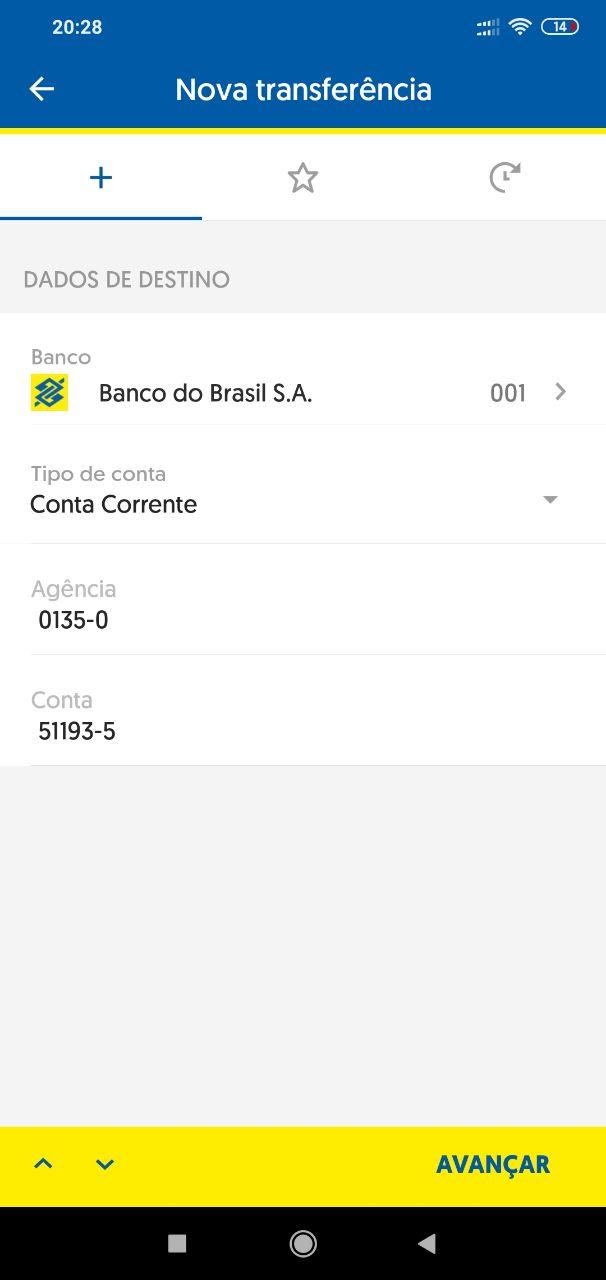 20:28
14
Nova transferência
DADOS DE DESTINO
Banco
Banco do Brasil S.A. 001
Tipo de conta
Conta Corrente
Agência
0135-0
Conta
51193-5
AVANÇAR